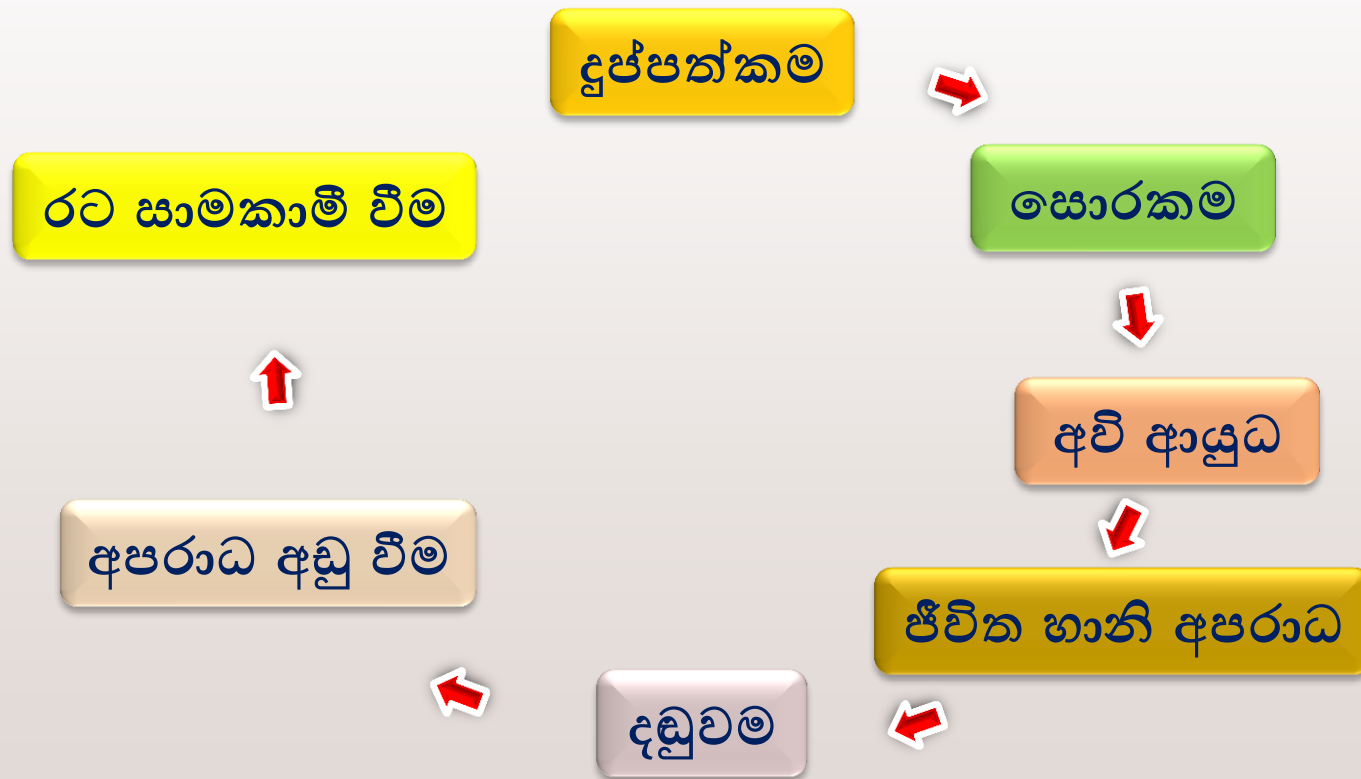 දුප්පත්කම
සොරකම
අවි ආයුධ
ජීවිත හානි අපරාධ
දඬුවම
අපරාධ අඩු වීම
රට සාමකාමී වීම